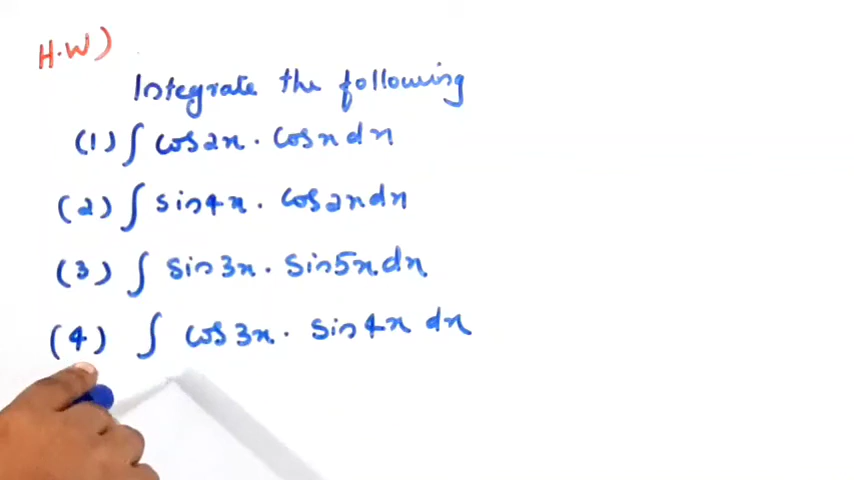 H.W)
Integrate the following
(1) ∫ cos2x . cosx dx
(2) ∫ sin4x . cos2x dx
(3) ∫ sin3x . sin5x dx
(4) ∫ cos3x . sin4x dx